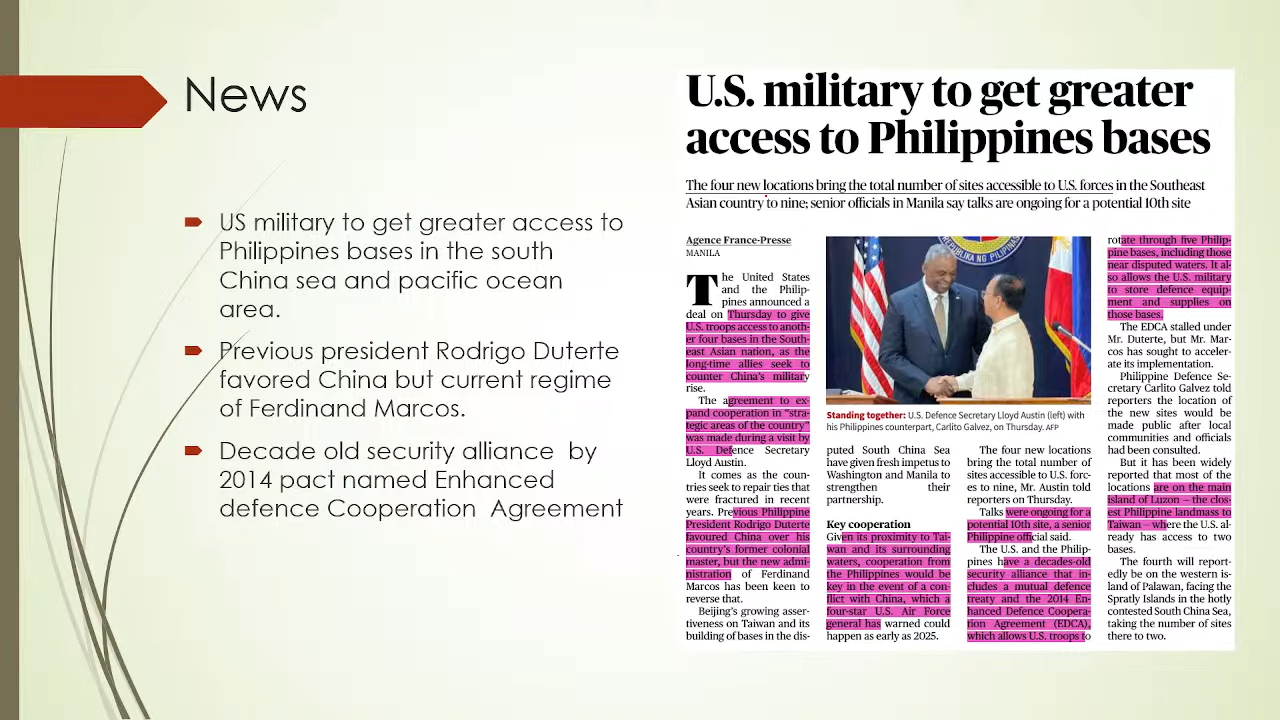 News
US military to get greater access to
Philippines bases in the South
China sea and pacific ocean
area.
Previous president Rodrigo Duterte
favored China but current regime
of Ferdinand Marcos.
Decade old security alliance  by
2014 pact named Enhanced
defence Cooperation  Agreement
U.S. military to get greater
access to Philippines bases
The four new locations bring the total number of sites accessible to U.S. forces in the Southeast
Asian country to nine; senior officials in Manila say talks are ongoing for a potential 10th site
Agence France-Presse
MANILA
The United States
and the Philip-
pines announced a
deal on Thursday to give
U.S. troops access to anoth-
er four bases in the South-
east Asian nation, as the
long-time allies seek to
counter China's military
rise.
The agreement to ex-
pand cooperation in "stra-
tegic areas of the country"
was made during a visit by
U.S. Defence Secretary
Lloyd Austin.
It comes as the coun-
tries seek to repair ties that
were fractured in recent
years. Previous Philippine
President Rodrigo Duterte
favoured China over his
country's former colonial
master, but the new admi-
nistration of Ferdinand
Marcos has been keen to
reverse that.
Beijing's growing asser-
tiveness on Taiwan and its
building of bases in the dis-
REPUBLIKA NG PILIPINAS
Standing together: U.S. Defence Secretary Lloyd Austin (left) with
his Philippines counterpart, Carlito Galvez, on Thursday. AFP
puted South China Sea
have given fresh impetus to
Washington and Manila to
strengthen their
partnership.
Key cooperation
Given its proximity to Tai-
wan and its surrounding
waters, cooperation from
the Philippines would be
key in the event of a con-
flict with China, which a
four-star U.S. Air Force
general has warned could
happen as early as 2025.
The four new locations
bring the total number of
sites accessible to U.S. forc-
es to nine, Mr. Austin told
reporters on Thursday.
Talks were ongoing for a
potential 10th site, a senior
Philippine official said.
The U.S. and the Philip-
pines have a decades-old
security alliance that in-
cludes a mutual defence
treaty and the 2014 En-
hanced Defence Coopera-
tion Agreement (EDCA),
which allows U.S. troops to
rotate through five Philip-
pine bases, including those
near disputed waters. It al-
so allows the U.S. military
to store defence equip-
ment and supplies on
those bases.
The EDCA stalled under
Mr. Duterte, but Mr. Mar-
cos has sought to acceler-
ate its implementation.
Philippine Defence Se-
cretary Carlito Galvez told
reporters the location of
the new sites would be
made public after local
communities and officials
had been consulted.
But it has been widely
reported that most of the
locations are on the main
island of Luzon – the clos-
est Philippine landmass to
Taiwan – where the U.S. al-
ready has access to two
bases.
The fourth will report-
edly be on the western is-
land of Palawan, facing the
Spratly Islands in the hotly
contested South China Sea,
taking the number of sites
there to two.